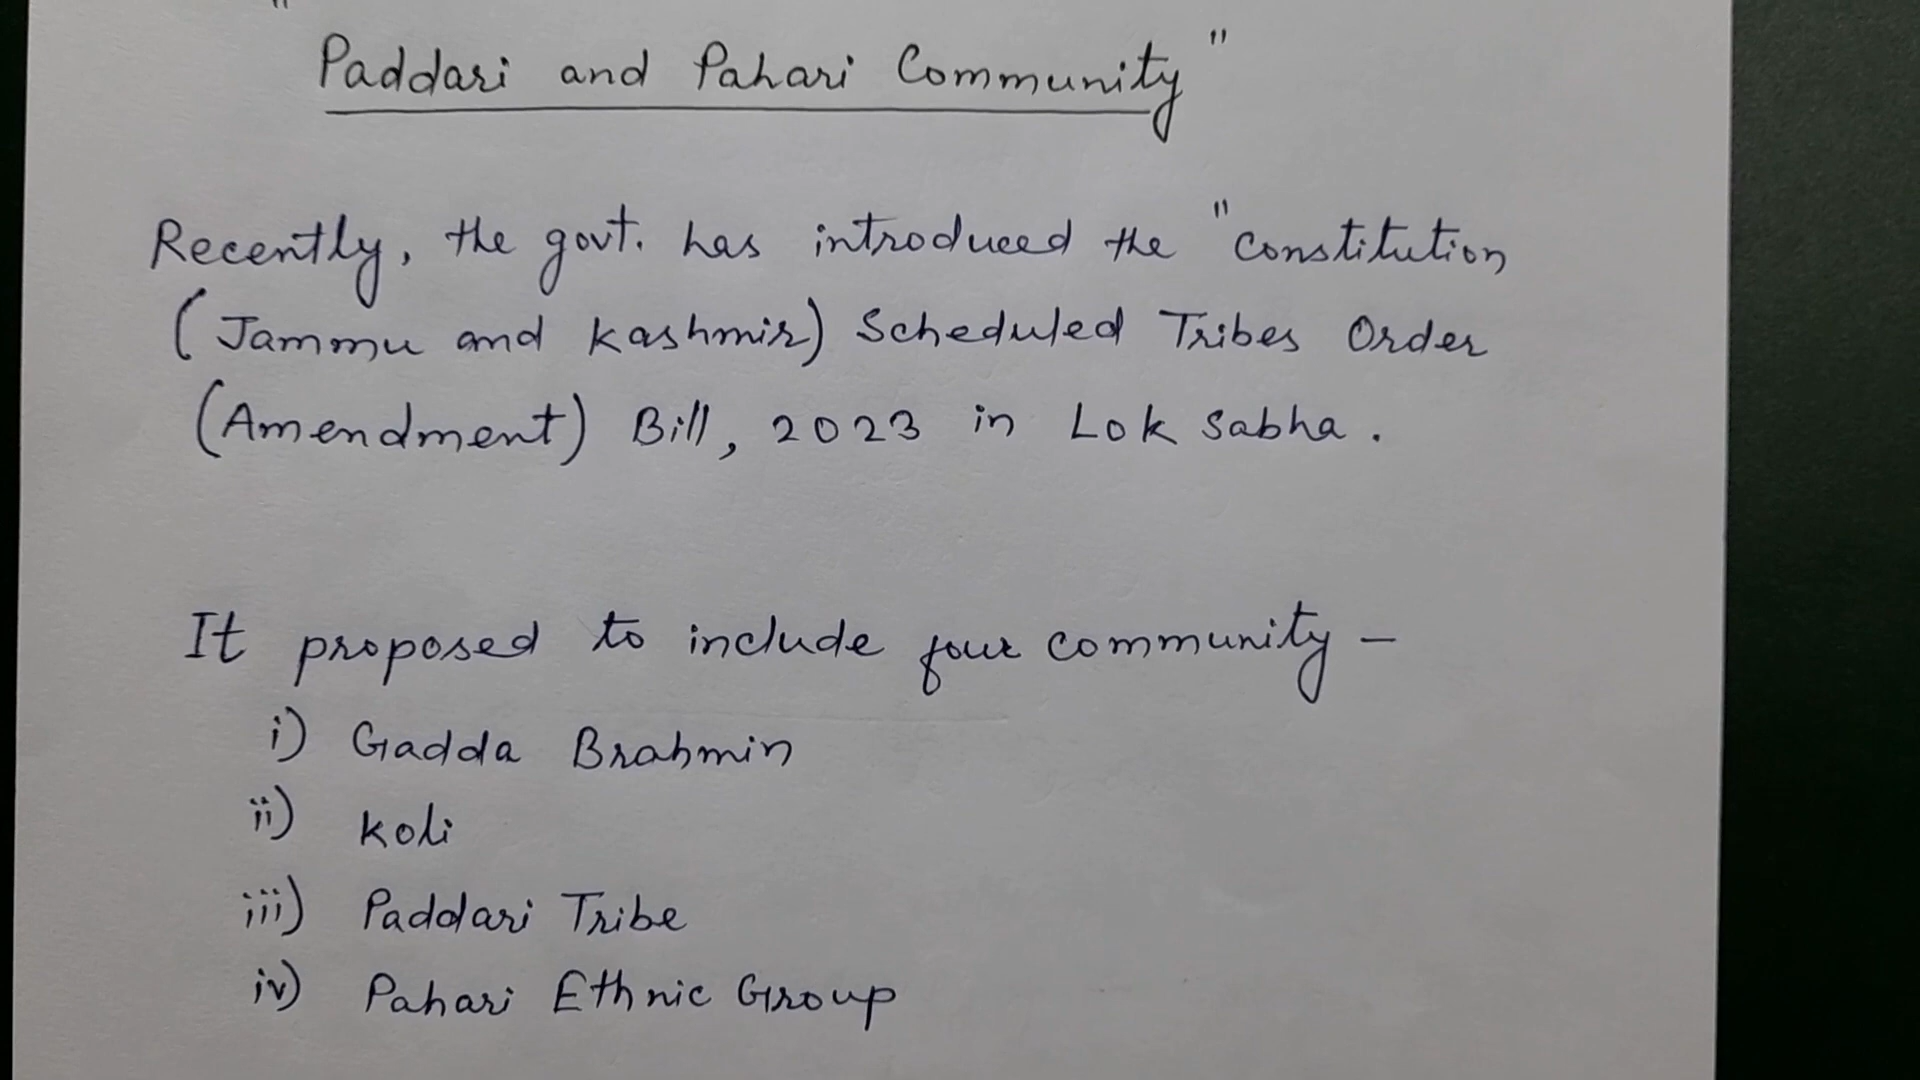 "Paddari and Pahari Community"
Recently, the govt. has introduced the "Constitution
(Jammu and Kashmir) Scheduled Tribes Order
(Amendment) Bill, 2023 in Lok Sabha.
It proposed to include four community –
i) Gadda Brahmin
ii) Koli
iii) Paddari Tribe
iv) Pahari Ethnic Group